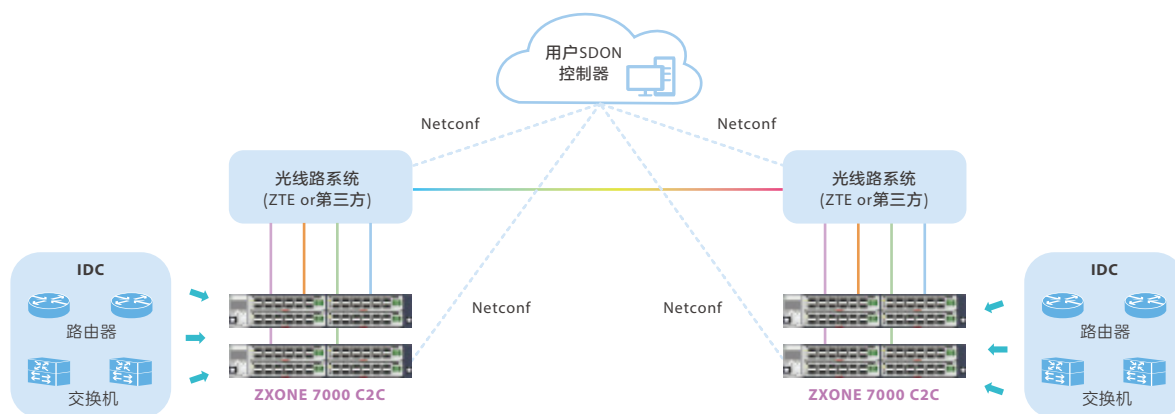 用户SDON
控制器
Netconf
Netconf
光线路系统
(ZTE or第三方)
光线路系统
(ZTE or第三方)
IDC
路由器
交换机
Netconf
Netconf
IDC
路由器
交换机
ZXONE 7000 C2C
ZXONE 7000 C2C